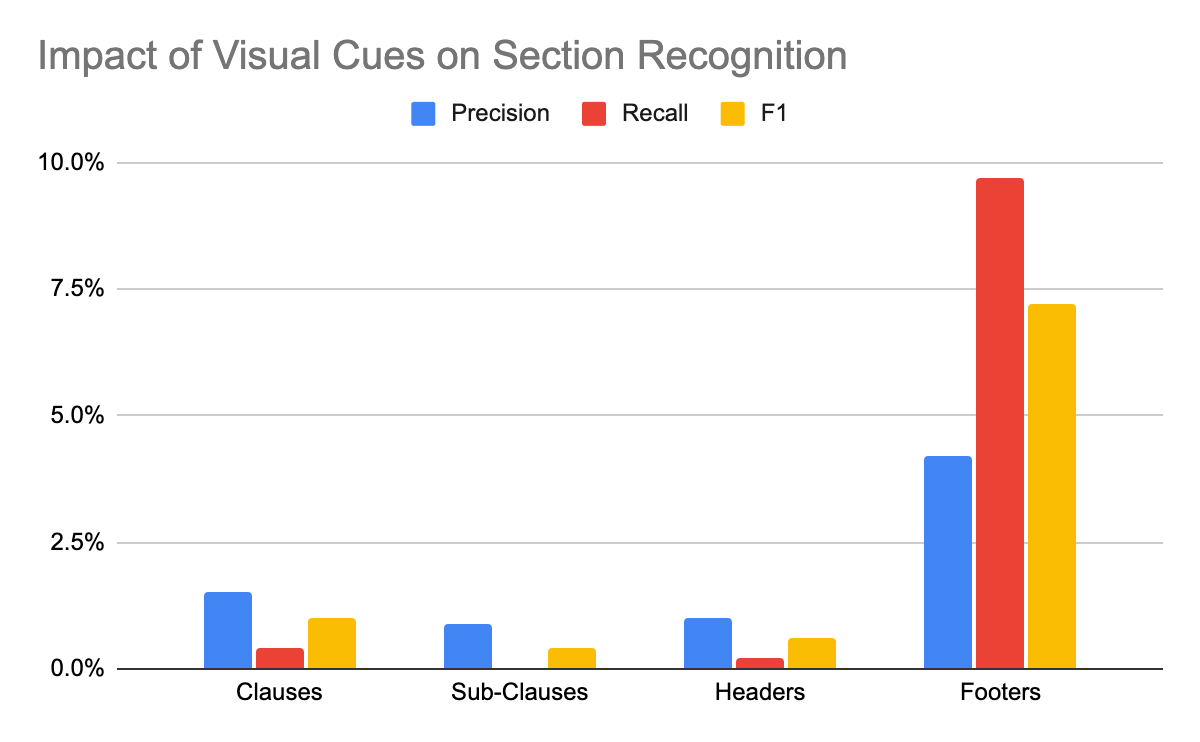 Impact of Visual Cues on Section Recognition
Precision Recall F1
10.0%
7.5%
5.0%
2.5%
0.0%
Clauses Sub-Clauses Headers Footers